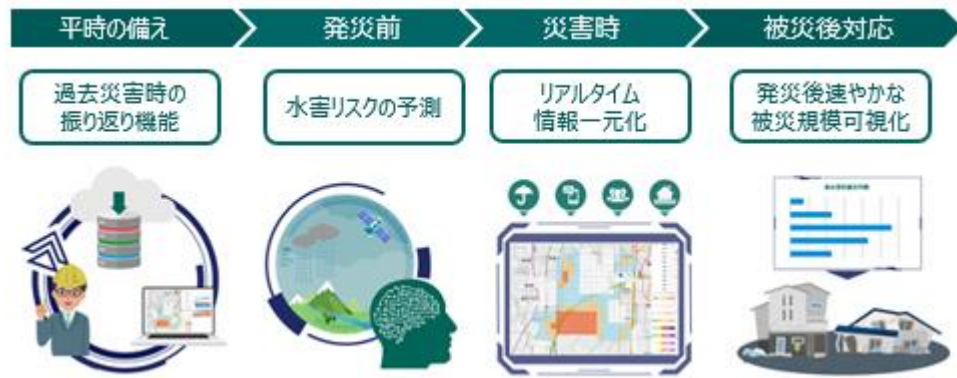 平時の備え
発災前
災害時
被災後対応
過去災害時の
振り返り機能
水害リスクの予測
リアルタイム
情報一元化
発災後速やかな
被災規模可視化